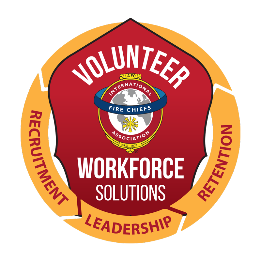 VOLUNTEER
INTERNATIONAL
FIRE CHIEFS
ASSOCIATION
WORKFORCE
SOLUTIONS
RECRUITMENT
LEADERSHIP
RETENTION